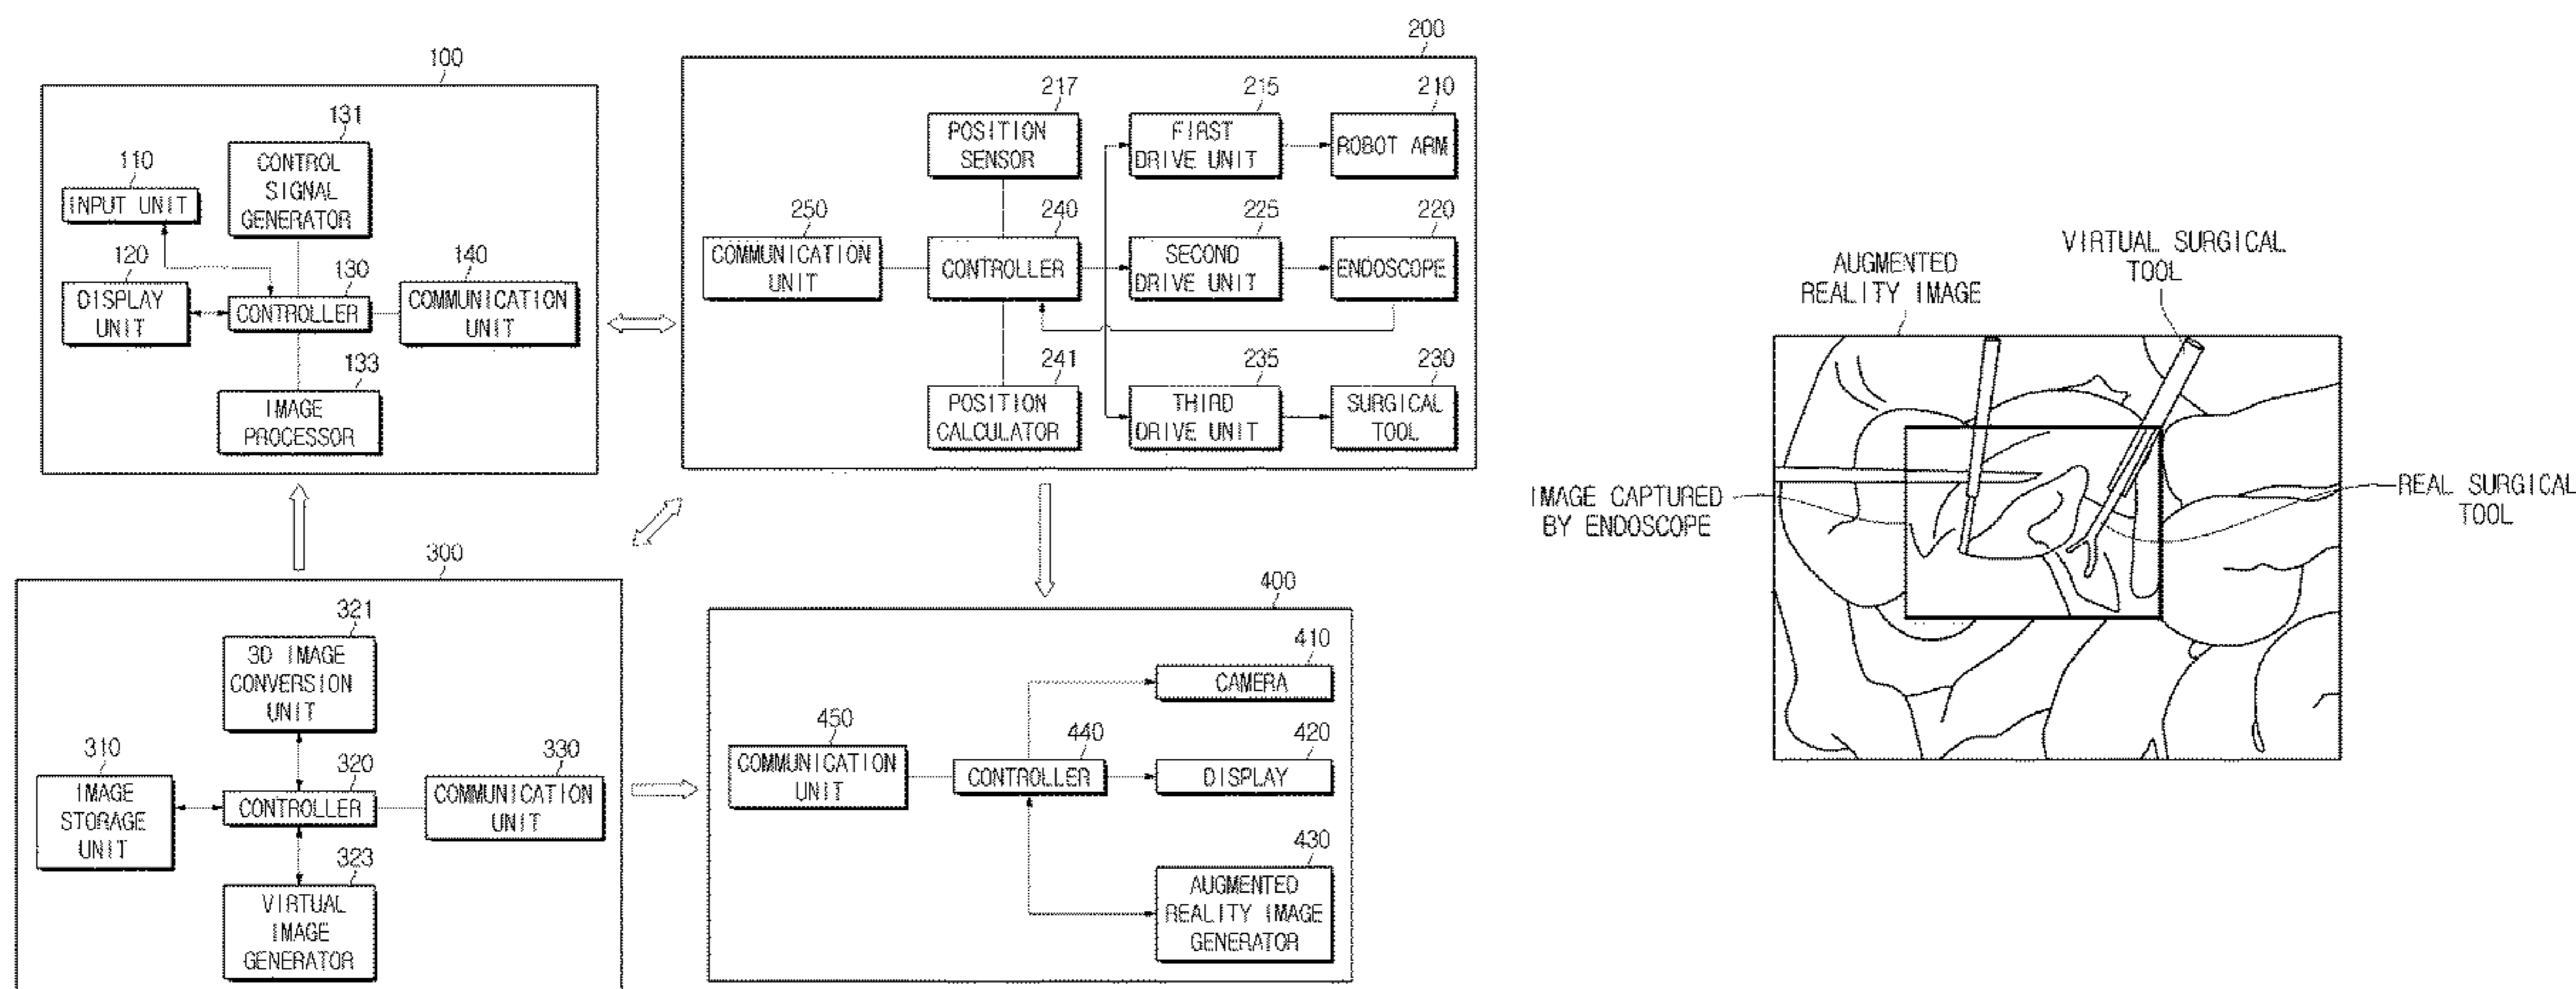 100
131
CONTROL
SIGNAL
GENERATOR
110
INPUT UNIT
120
DISPLAY
UNIT
130
CONTROLLER
140
COMMUNICATION
UNIT
133
IMAGE
PROCESSOR
200
217
POSITION
SENSOR
215
FIRST
DRIVE UNIT
210
ROBOT ARM
250
COMMUNICATION
UNIT
240
CONTROLLER
225
SECOND
DRIVE UNIT
220
ENDOSCOPE
241
POSITION
CALCULATOR
235
THIRD
DRIVE UNIT
230
SURGICAL
TOOL
300
321
3D IMAGE
CONVERSION
UNIT
310
IMAGE
STORAGE
UNIT
320
CONTROLLER
330
COMMUNICATION
UNIT
323
VIRTUAL
IMAGE
GENERATOR
400
410
CAMERA
450
COMMUNICATION
UNIT
440
CONTROLLER
420
DISPLAY
430
AUGMENTED
REALITY IMAGE
GENERATOR
AUGMENTED
REALITY IMAGE
VIRTUAL SURGICAL
TOOL
IMAGE CAPTURED
BY ENDOSCOPE
REAL SURGICAL
TOOL